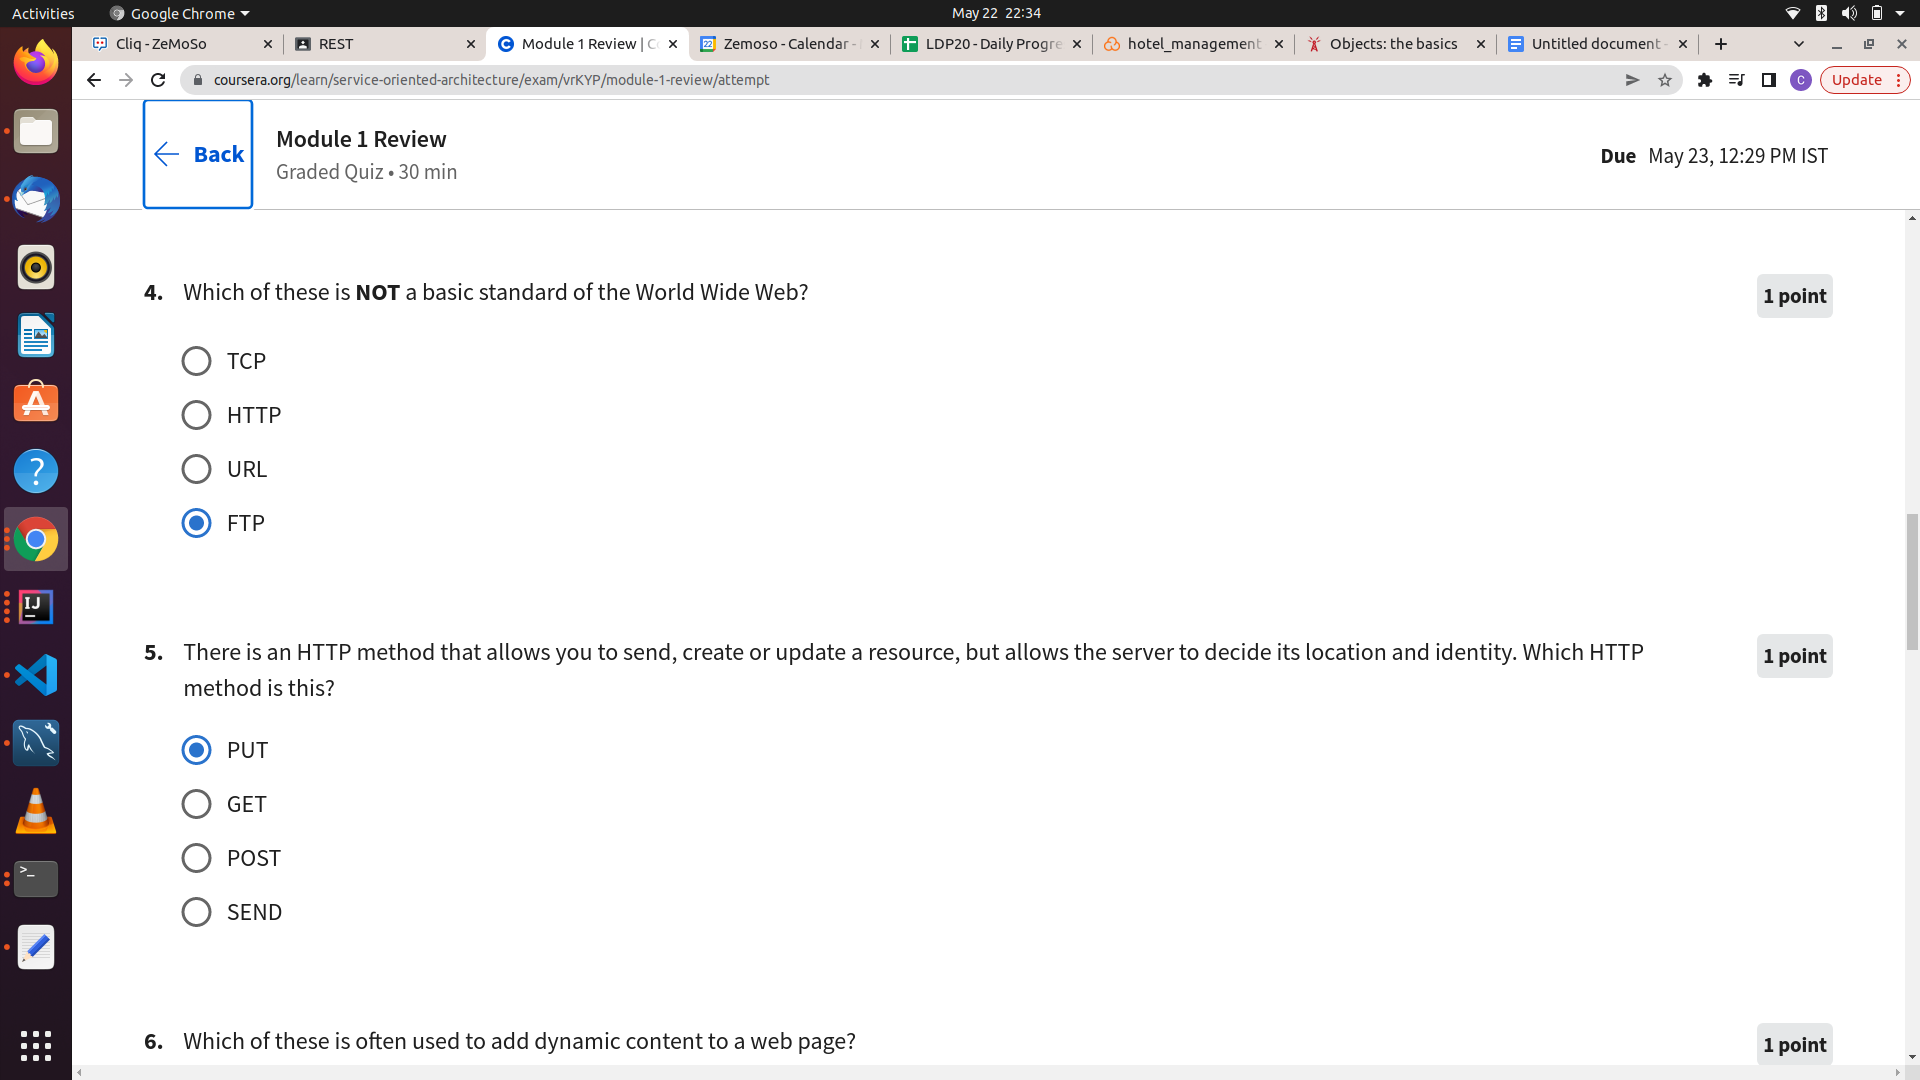 Activities
Google Chrome
May 22 22:34
Cliq - ZeMoSo
REST
Module 1 Review | C
Zemoso - Calendar -
LDP20 - Daily Progre
hotel_management
Objects: the basics
Untitled document -
coursera.org/learn/service-oriented-architecture/exam/vrKYP/module-1-review/attempt
C
Update
Back
Module 1 Review
Graded Quiz • 30 min
Due May 23, 12:29 PM IST
4. Which of these is NOT a basic standard of the World Wide Web?
1 point
TCP
HTTP
URL
FTP
5. There is an HTTP method that allows you to send, create or update a resource, but allows the server to decide its location and identity. Which HTTP
method is this?
1 point
PUT
GET
POST
SEND
6. Which of these is often used to add dynamic content to a web page?
1 point